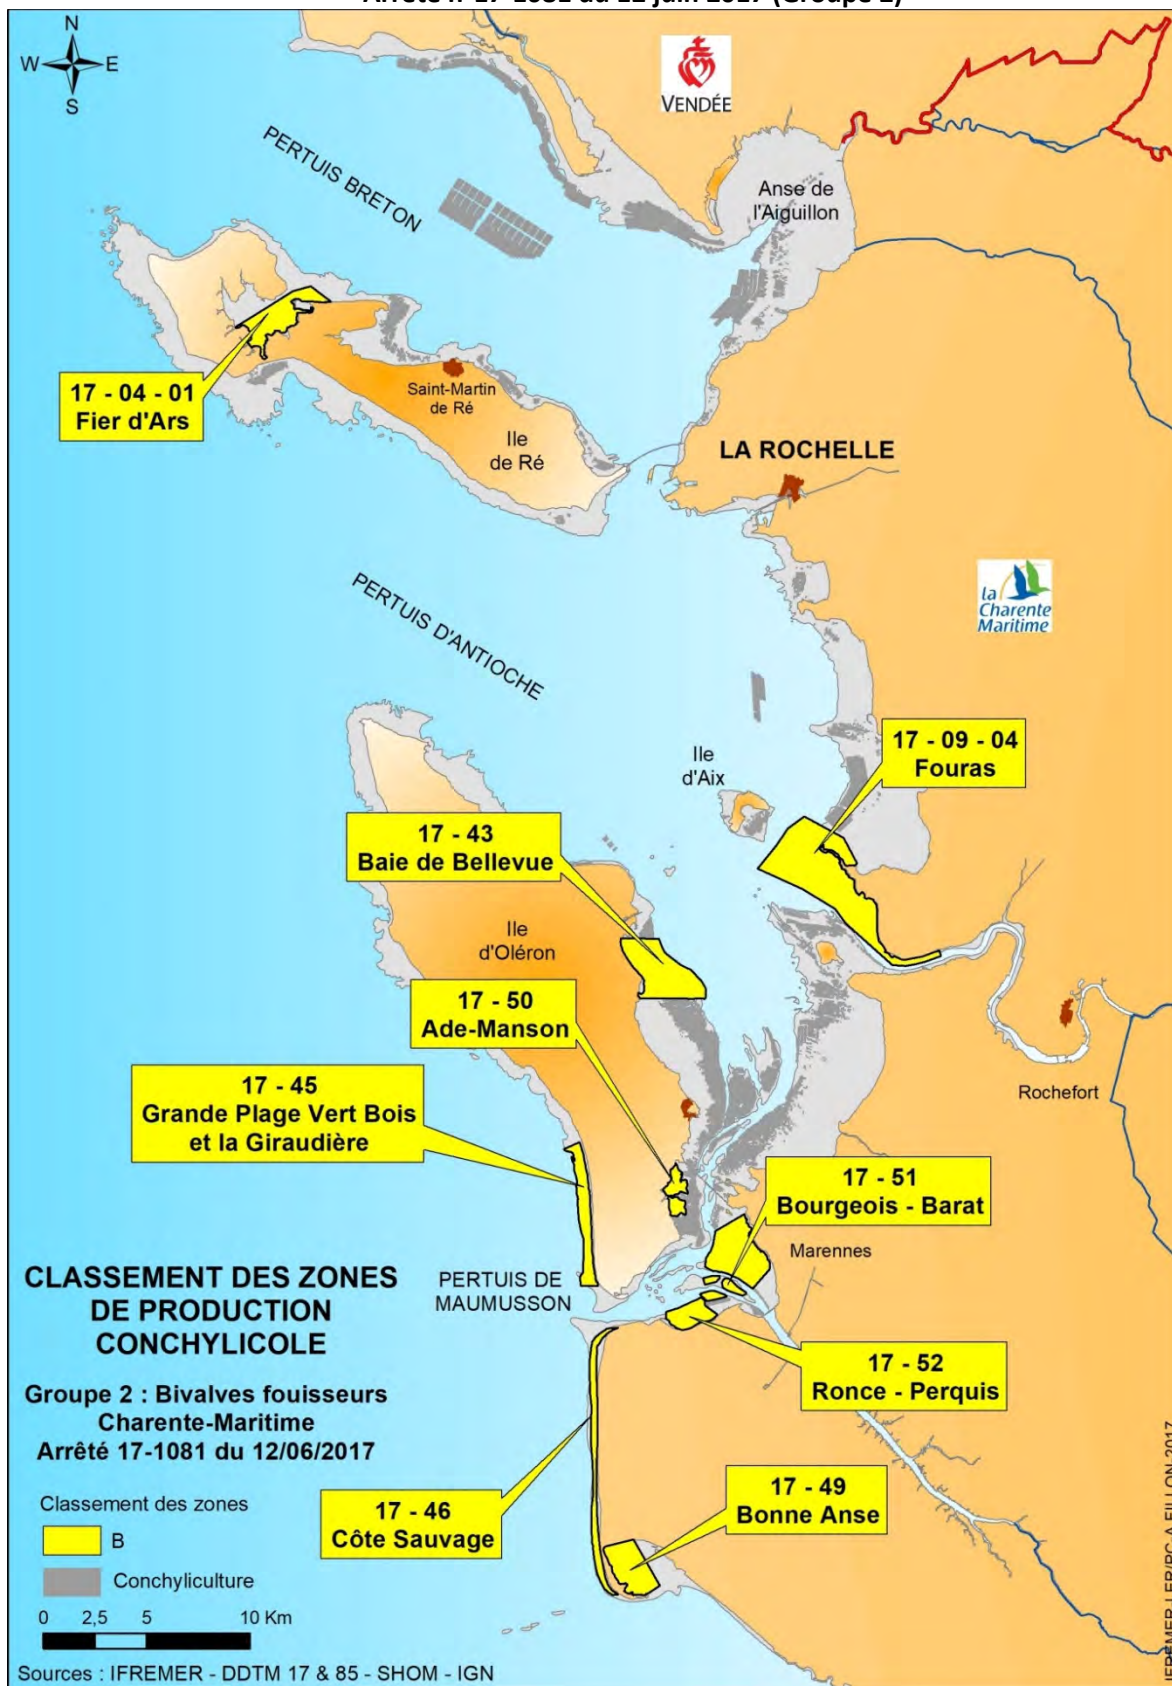 Arrêté n°17-1081 du 12 juin 2017 (Groupe 2)
N
W E
S
VENDÉE
PERTUIS BRETON
Anse de
l'Aiguillon
17 - 04 - 01
Fier d'Ars
Saint-Martin
de Ré
Ile
de Ré
LA ROCHELLE
PERTUIS D'ANTIOCHE
la
Charente
Maritime
17 - 09 - 04
Fouras
Ile
d'Aix
17 - 43
Baie de Bellevue
Ile
d'Oléron
17 - 50
Ade-Manson
17 - 45
Grande Plage Vert Bois
et la Giraudière
Rochefort
17 - 51
Bourgeois - Barat
Marennes
PERTUIS DE
MAUMUSSON
CLASSEMENT DES ZONES
DE PRODUCTION
CONCHYLICOLE
17 - 52
Ronce - Perquis
Groupe 2 : Bivalves fouisseurs
Charente-Maritime
Arrêté 17-1081 du 12/06/2017
17 - 46
Côte Sauvage
17 - 49
Bonne Anse
Classement des zones
B
Conchyliculture
0 2,5 5 10 Km
Sources : IFREMER - DDTM 17 & 85 - SHOM - IGN
IFREMER LER/PC A.FILLON 2017